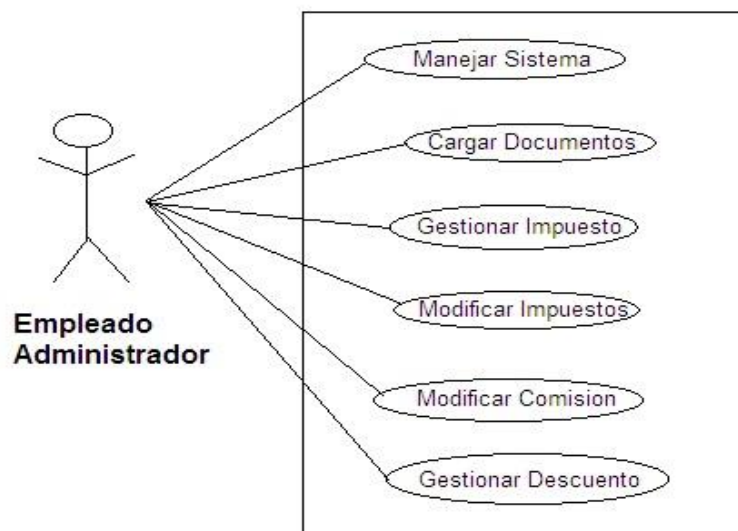 Manejar Sistema
Cargar Documentos
Gestionar Impuesto
Modificar Impuestos
Empleado
Administrador
Modificar Comision
Gestionar Descuento